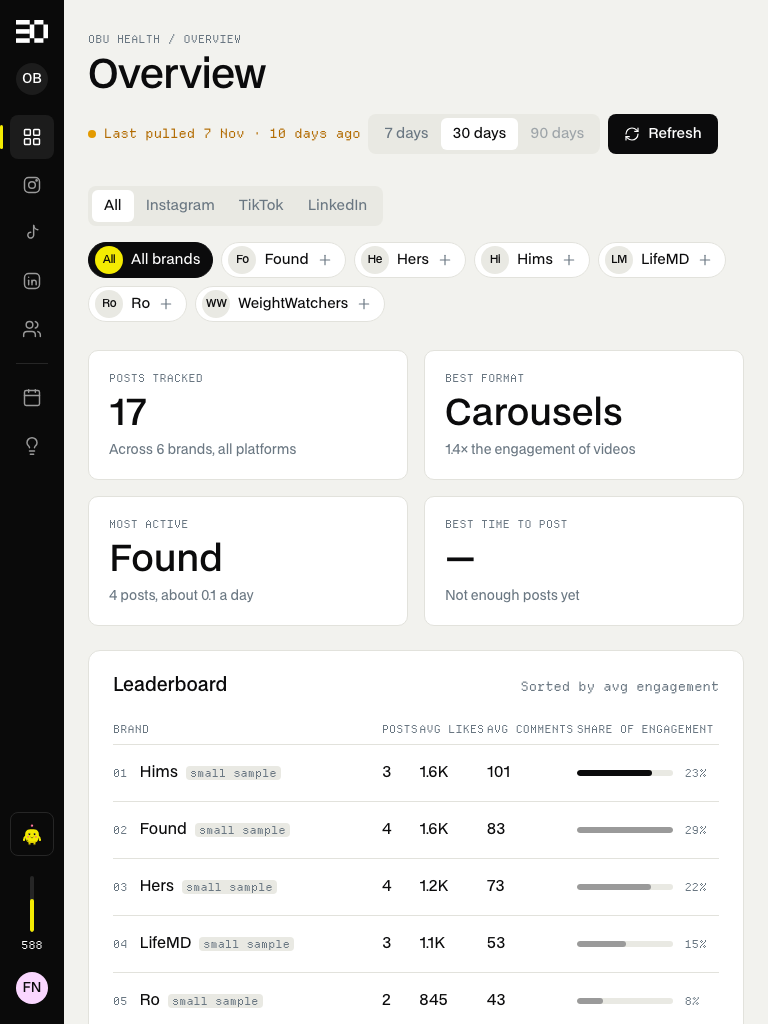 OB
588
FN
OBU HEALTH / OVERVIEW
Overview
Last pulled 7 Nov · 10 days ago
7 days 30 days 90 days
Refresh
All Instagram TikTok LinkedIn
All All brands Fo Found He Hers Hi Hims LM LifeMD
Ro Ro WW WeightWatchers
POSTS TRACKED
17
Across 6 brands, all platforms
BEST FORMAT
Carousels
1.4× the engagement of videos
MOST ACTIVE
Found
4 posts, about 0.1 a day
BEST TIME TO POST
—
Not enough posts yet
Leaderboard
Sorted by avg engagement
BRAND POSTS AVG LIKES AVG COMMENTS SHARE OF ENGAGEMENT
01 Hims small sample 3 1.6K 101 23%
02 Found small sample 4 1.6K 83 29%
03 Hers small sample 4 1.2K 73 22%
04 LifeMD small sample 3 1.1K 53 15%
05 Ro small sample 2 845 43 8%